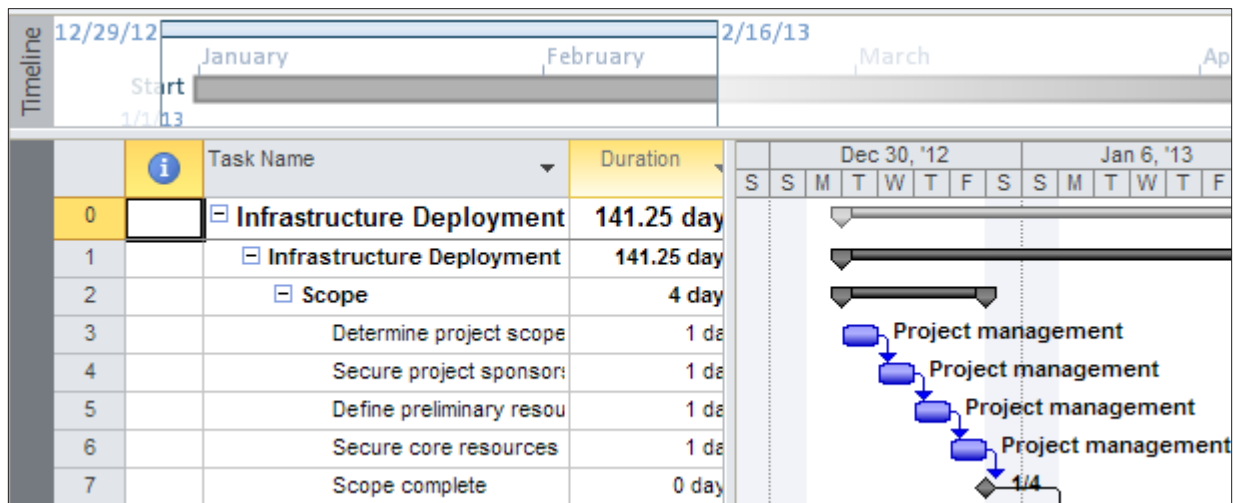 Timeline
12/29/12
2/16/13
January February March Ap
Start
1/1/13
Task Name Duration
Dec 30, '12 Jan 6, '13
S S M T W T F S S M T W T F
0 Infrastructure Deployment 141.25 day
1 Infrastructure Deployment 141.25 day
2 Scope 4 day
3 Determine project scope 1 da Project management
4 Secure project sponsors 1 da Project management
5 Define preliminary resou 1 da Project management
6 Secure core resources 1 da Project management
7 Scope complete 0 day 1/4